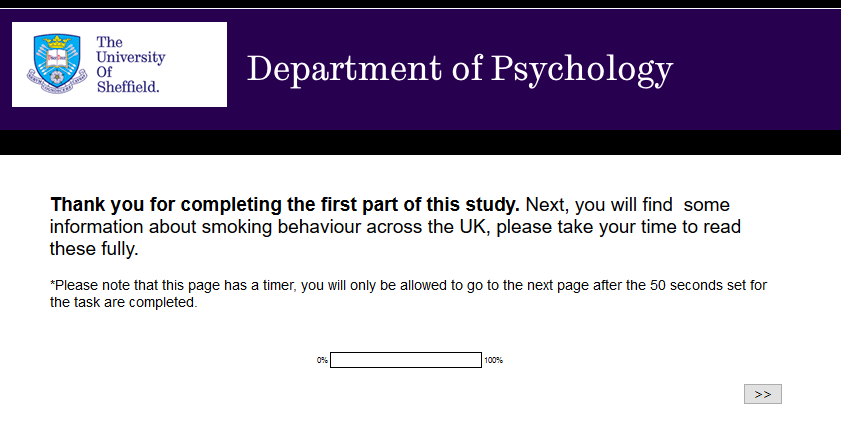 The
University
Of
Sheffield.
Department of Psychology
Thank you for completing the first part of this study. Next, you will find  some
information about smoking behaviour across the UK, please take your time to read
these fully.
*Please note that this page has a timer, you will only be allowed to go to the next page after the 50 seconds set for
the task are completed.
0% 100%
>>